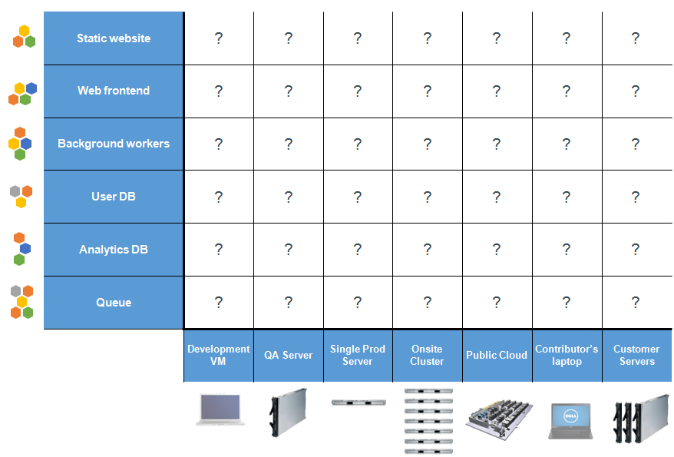 Static website ? ? ? ? ? ? ?
Web frontend ? ? ? ? ? ? ?
Background workers ? ? ? ? ? ? ?
User DB ? ? ? ? ? ? ?
Analytics DB ? ? ? ? ? ? ?
Queue ? ? ? ? ? ? ?
Development
VM
QA Server
Single Prod
Server
Onsite
Cluster
Public Cloud
Contributor's
laptop
Customer
Servers
DELL